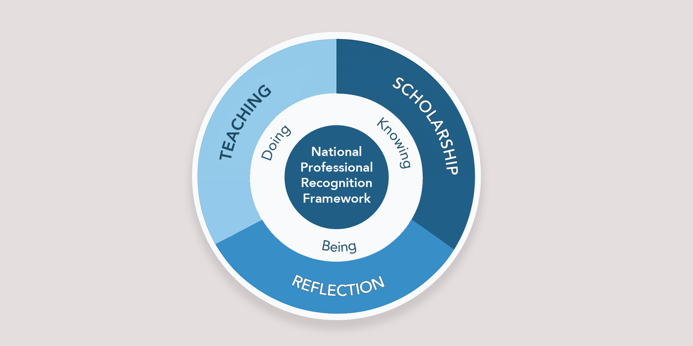 TEACHING
SCHOLARSHIP
Doing
Knowing
National
Professional
Recognition
Framework
Being
REFLECTION